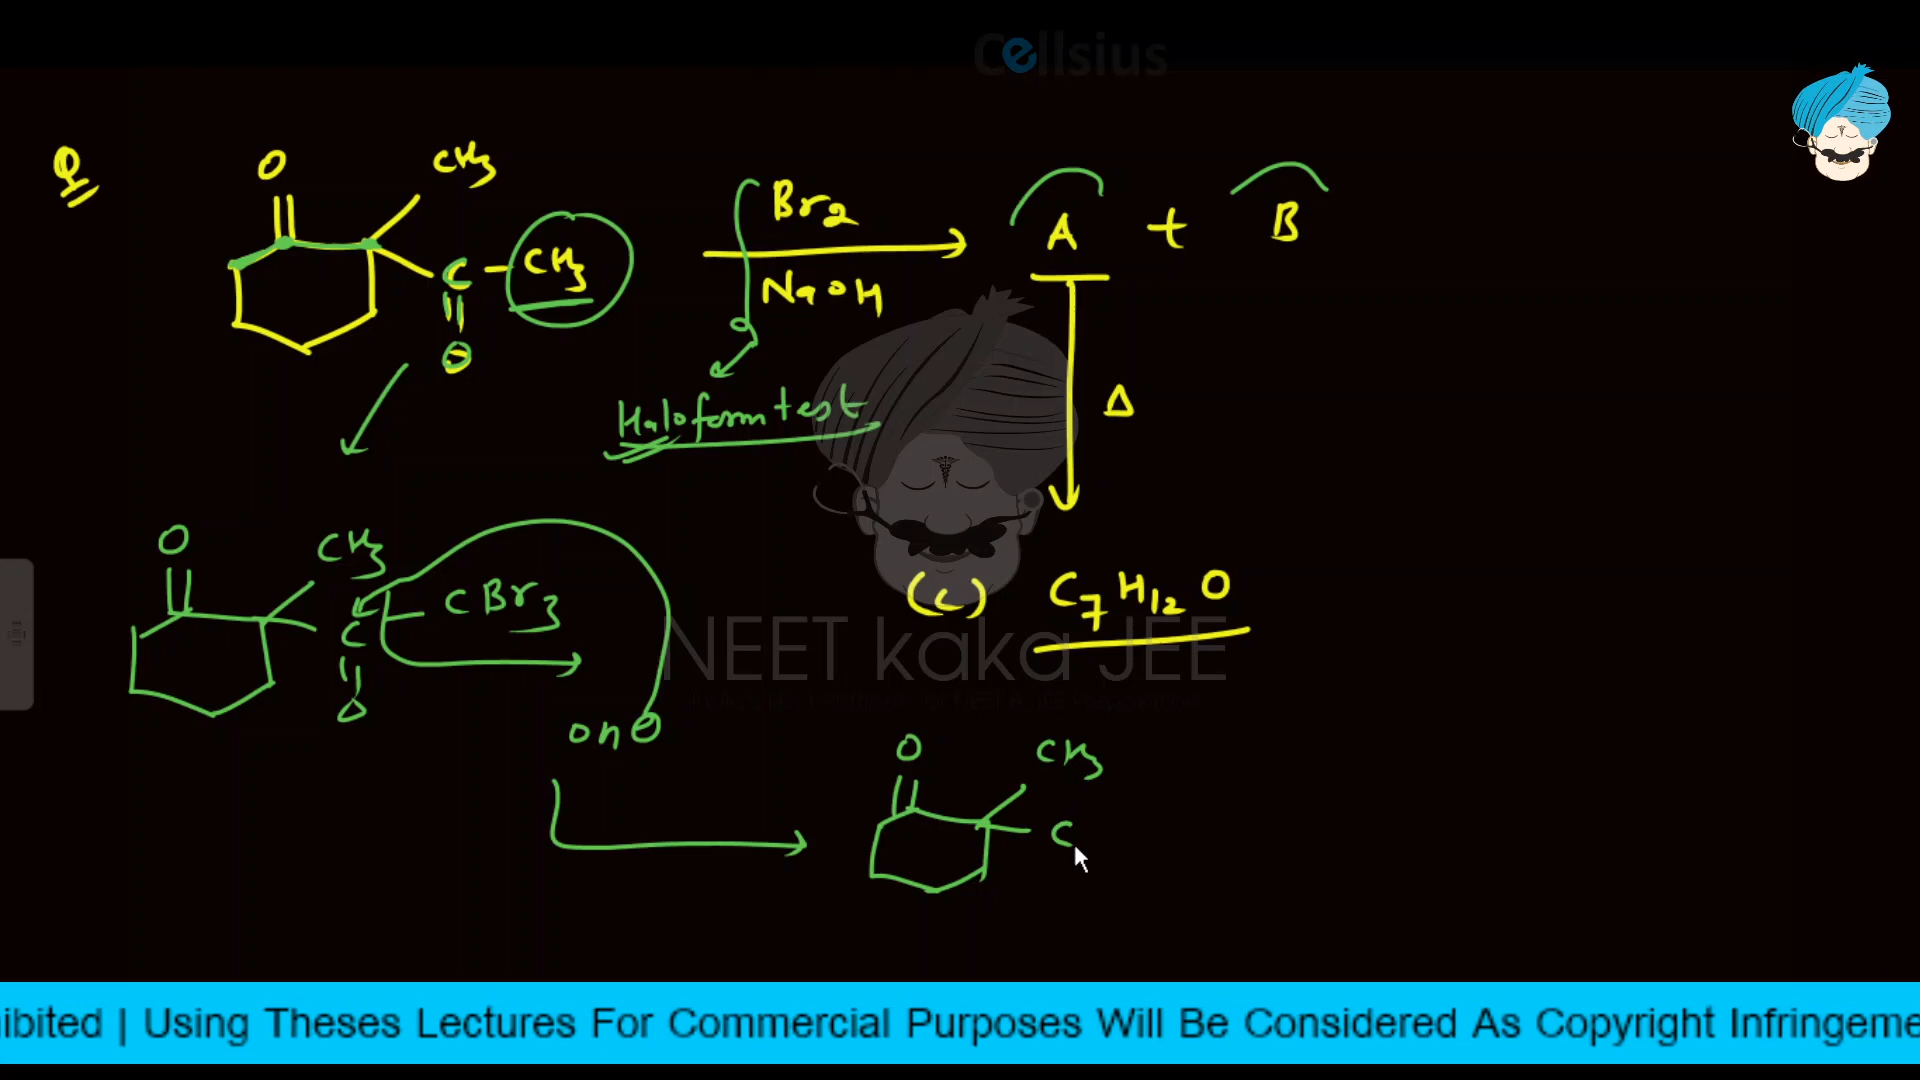 Cellsius
Q
O
CH3
C - CH3
O
Br2
NaOH
A + B
Haloform test
Δ
O
CH3
C
CBr3
O
(C) C7H12O
NEET kaka JEE
OH⊖
O
CH3
C
ibited | Using Theses Lectures For Commercial Purposes Will Be Considered As Copyright Infringeme